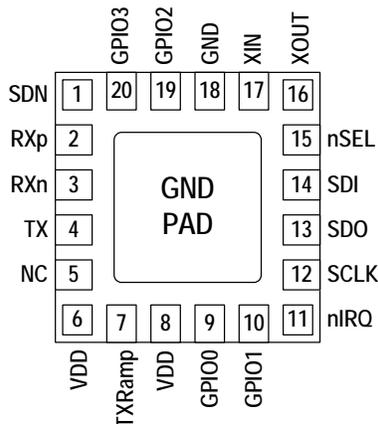 GPIO3
GPIO2
GND
XIN
XOUT
SDN 1 20 19 18 17 16
RXp 2 15 nSEL
RXn 3 GND 14 SDI
TX 4 PAD 13 SDO
NC 5 12 SCLK
6 7 8 9 10 11 nIRQ
VDD
TXRamp
VDD
GPIO0
GPIO1